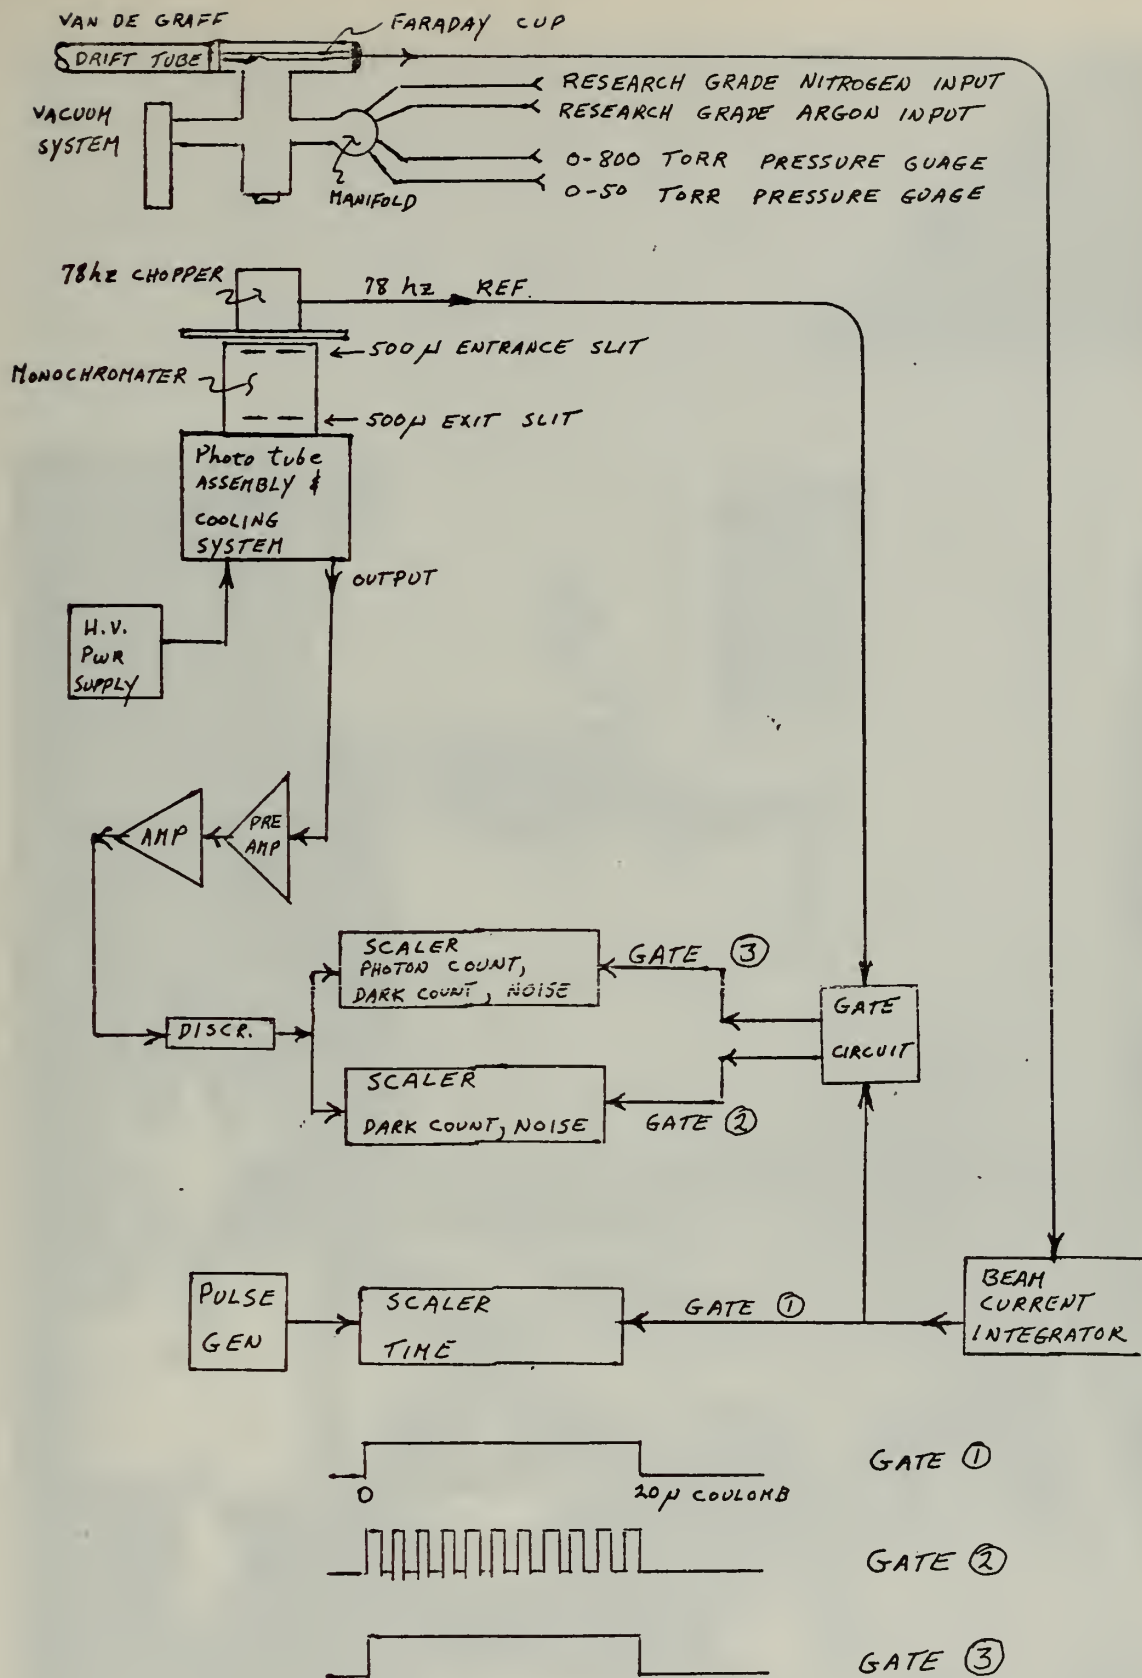 VAN DE GRAFF
FARADAY CUP
DRIFT TUBE
RESEARCH GRADE NITROGEN INPUT
RESEARCH GRADE ARGON INPUT
VACUUM
SYSTEM
0-800 TORR PRESSURE GUAGE
0-50 TORR PRESSURE GUAGE
MANIFOLD
78hz CHOPPER
78 hz REF.
500μ ENTRANCE SLIT
MONOCHROMATER
500μ EXIT SLIT
Photo tube
ASSEMBLY &
COOLING
SYSTEM
OUTPUT
H.V.
PWR
SUPPLY
AMP
PRE
AMP
SCALER
PHOTON COUNT,
DARK COUNT, NOISE
GATE ③
GATE
CIRCUIT
DISCR.
SCALER
DARK COUNT, NOISE
GATE ②
PULSE
GEN
SCALER
TIME
GATE ①
BEAM
CURRENT
INTEGRATOR
GATE ①
0
20μ COULOMB
GATE ②
GATE ③